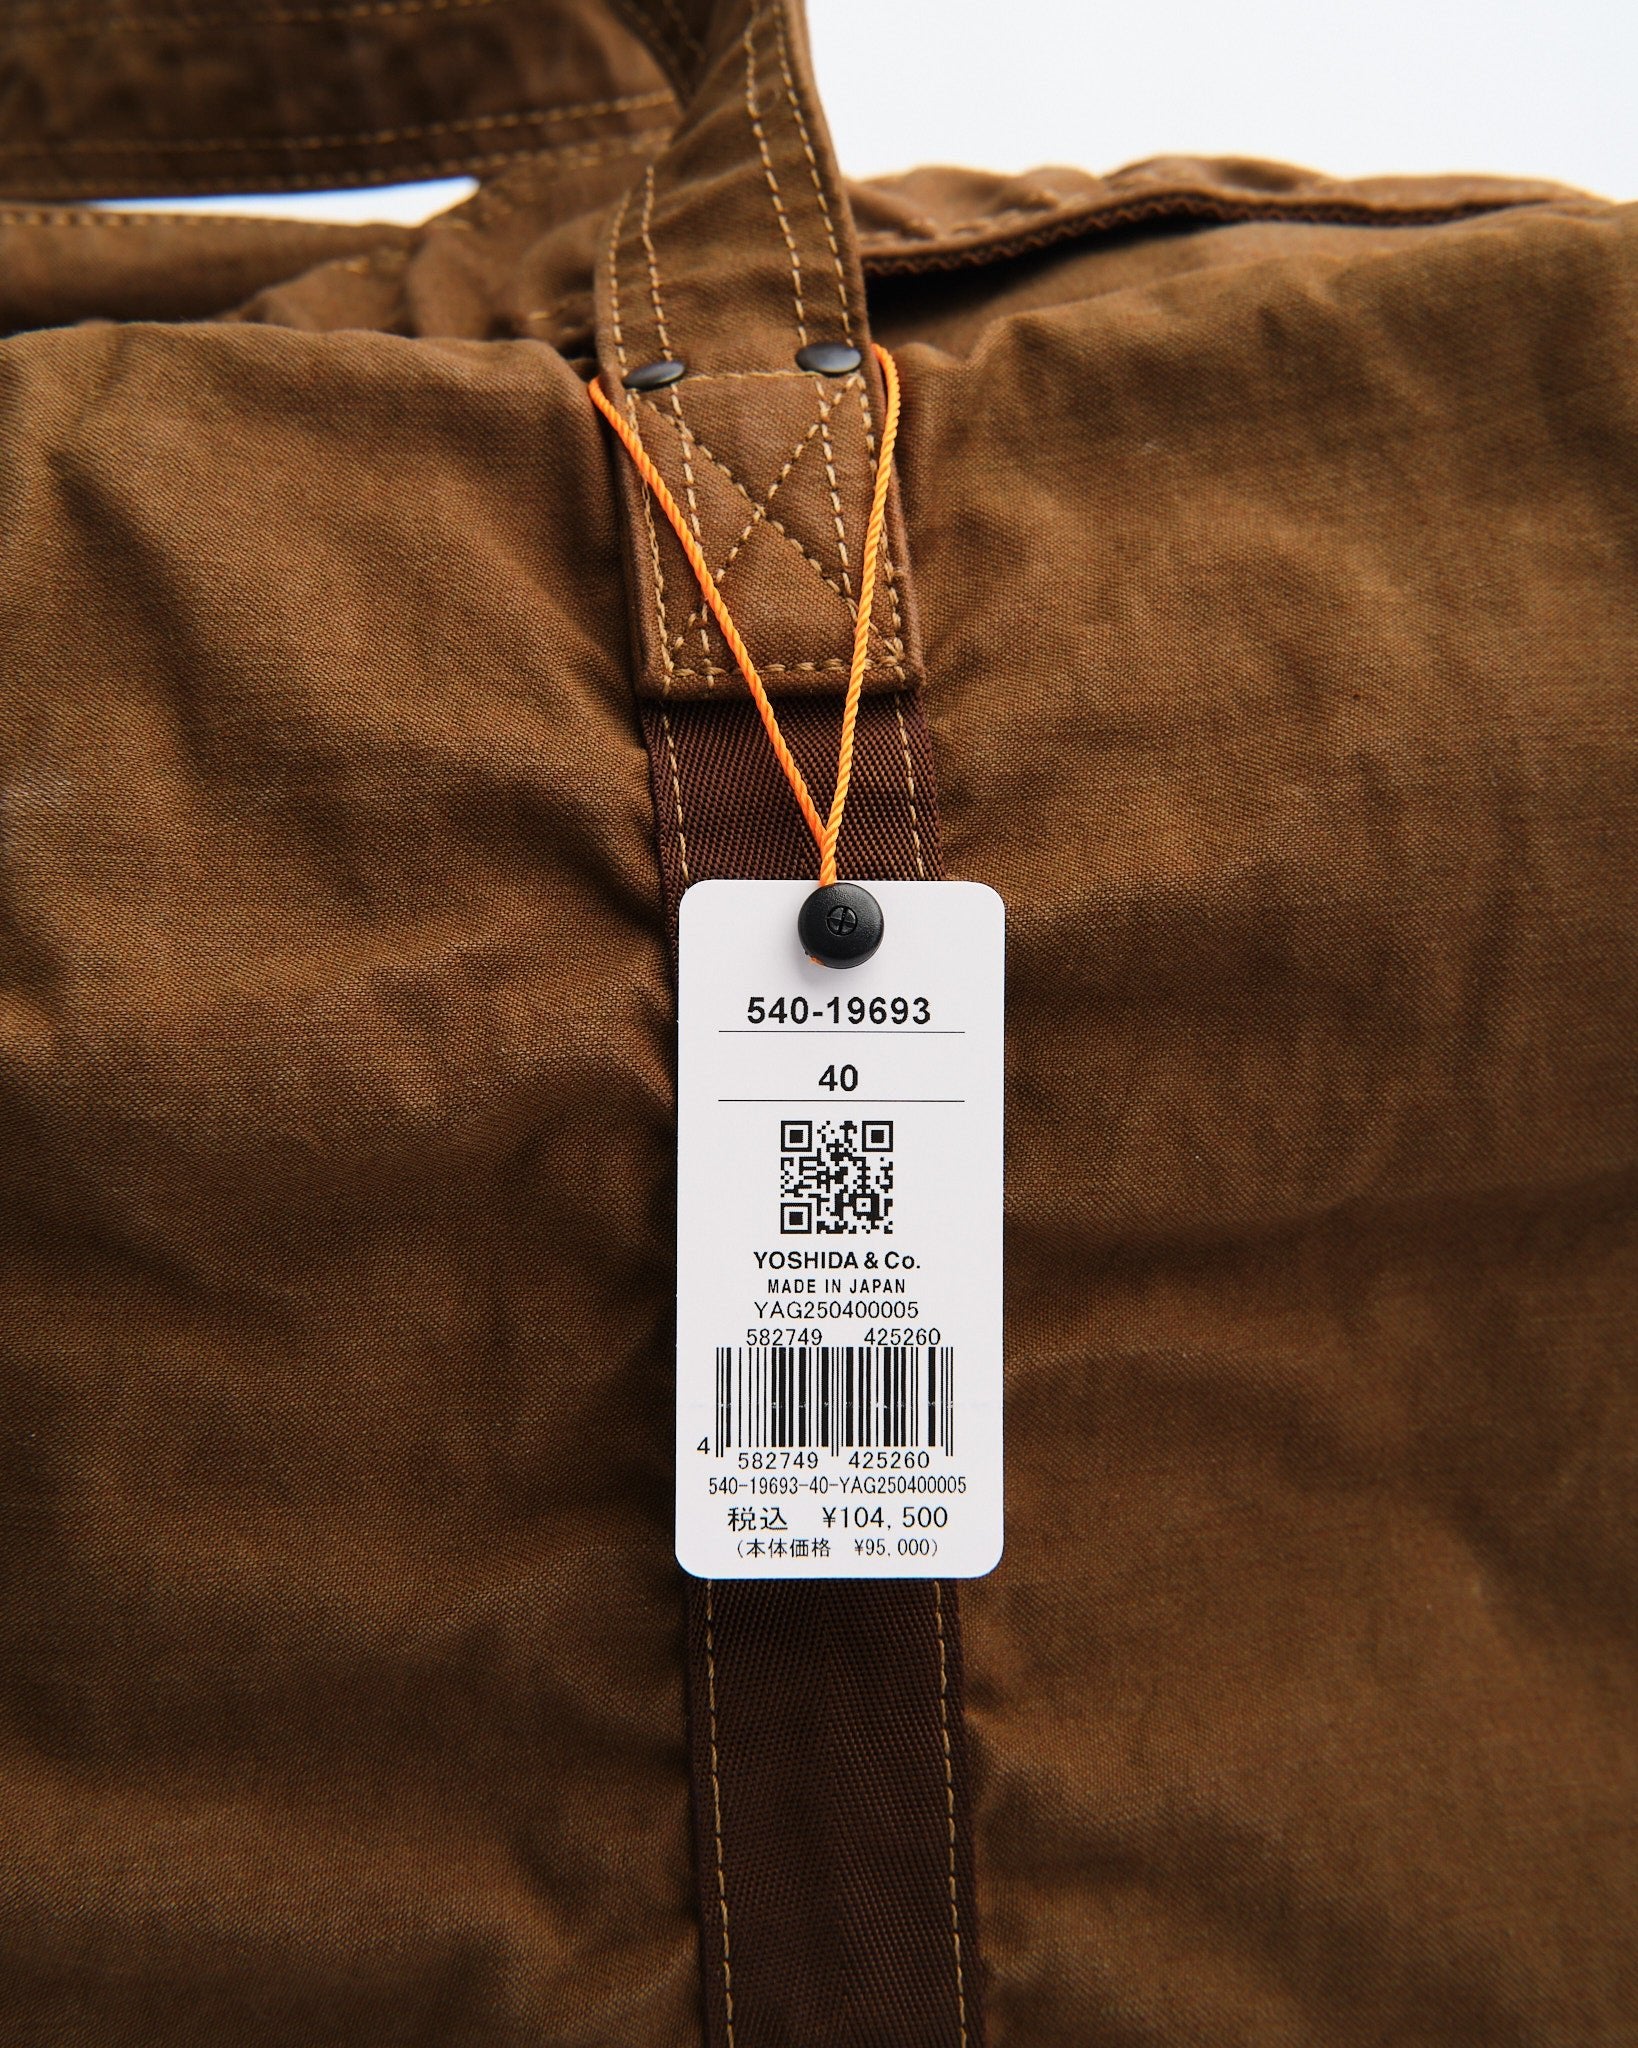 540-19693
40
YOSHIDA & Co.
MADE IN JAPAN
YAG250400005
582749 425260
4 582749 425260
540-19693-40-YAG250400005
税込 ¥104,500
(本体価格 ¥95,000)